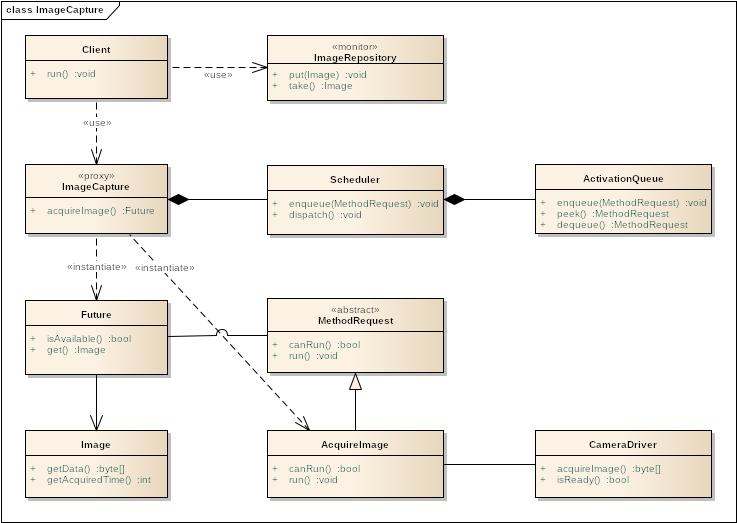 class ImageCapture
Client
+ run() :void
«use»
«monitor»
ImageRepository
+ put(Image) :void
+ take() :Image
«use»
«proxy»
ImageCapture
+ acquireImage() :Future
Scheduler
+ enqueue(MethodRequest) :void
+ dispatch() :void
ActivationQueue
+ enqueue(MethodRequest) :void
+ peek() :MethodRequest
+ dequeue() :MethodRequest
«instantiate»
«instantiate»
Future
+ isAvailable() :bool
+ get() :Image
«abstract»
MethodRequest
+ canRun() :bool
+ run() :void
Image
+ getData() :byte[]
+ getAcquiredTime() :int
AcquireImage
+ canRun() :bool
+ run() :void
CameraDriver
+ acquireImage() :byte[]
+ isReady() :bool